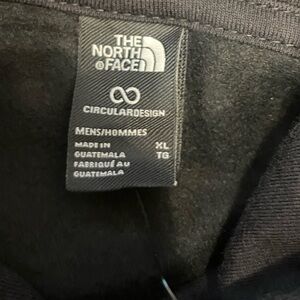 THE
NORTH
FACE
CIRCULARDESIGN
MENS/HOMMES
MADE IN XL
GUATEMALA TG
FABRIQUÉ AU
GUATEMALA